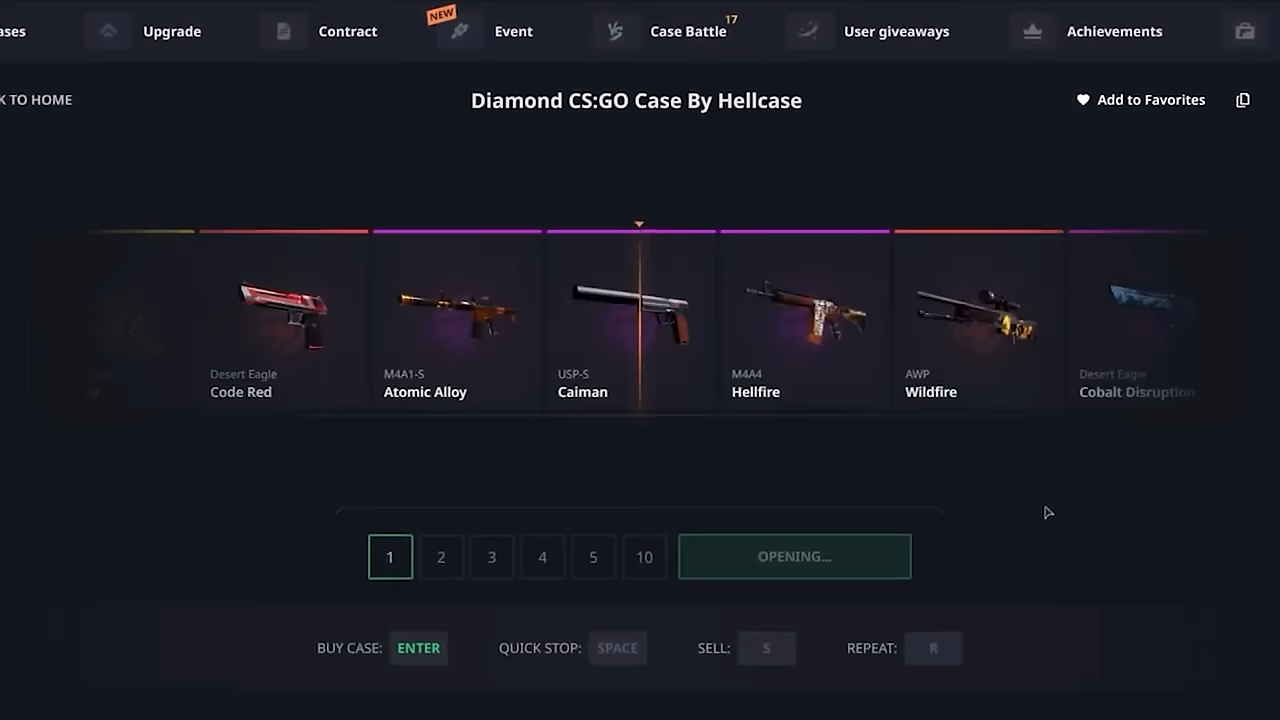 ases Upgrade Contract NEW Event VS Case Battle 17 User giveaways Achievements
K TO HOME Diamond CS:GO Case By Hellcase Add to Favorites
Desert Eagle M4A1-S USP-S M4A4 AWP Desert Eagle
Code Red Atomic Alloy Caiman Hellfire Wildfire Cobalt Disruption
1 2 3 4 5 10 OPENING...
BUY CASE: ENTER QUICK STOP: SPACE SELL: S REPEAT: R